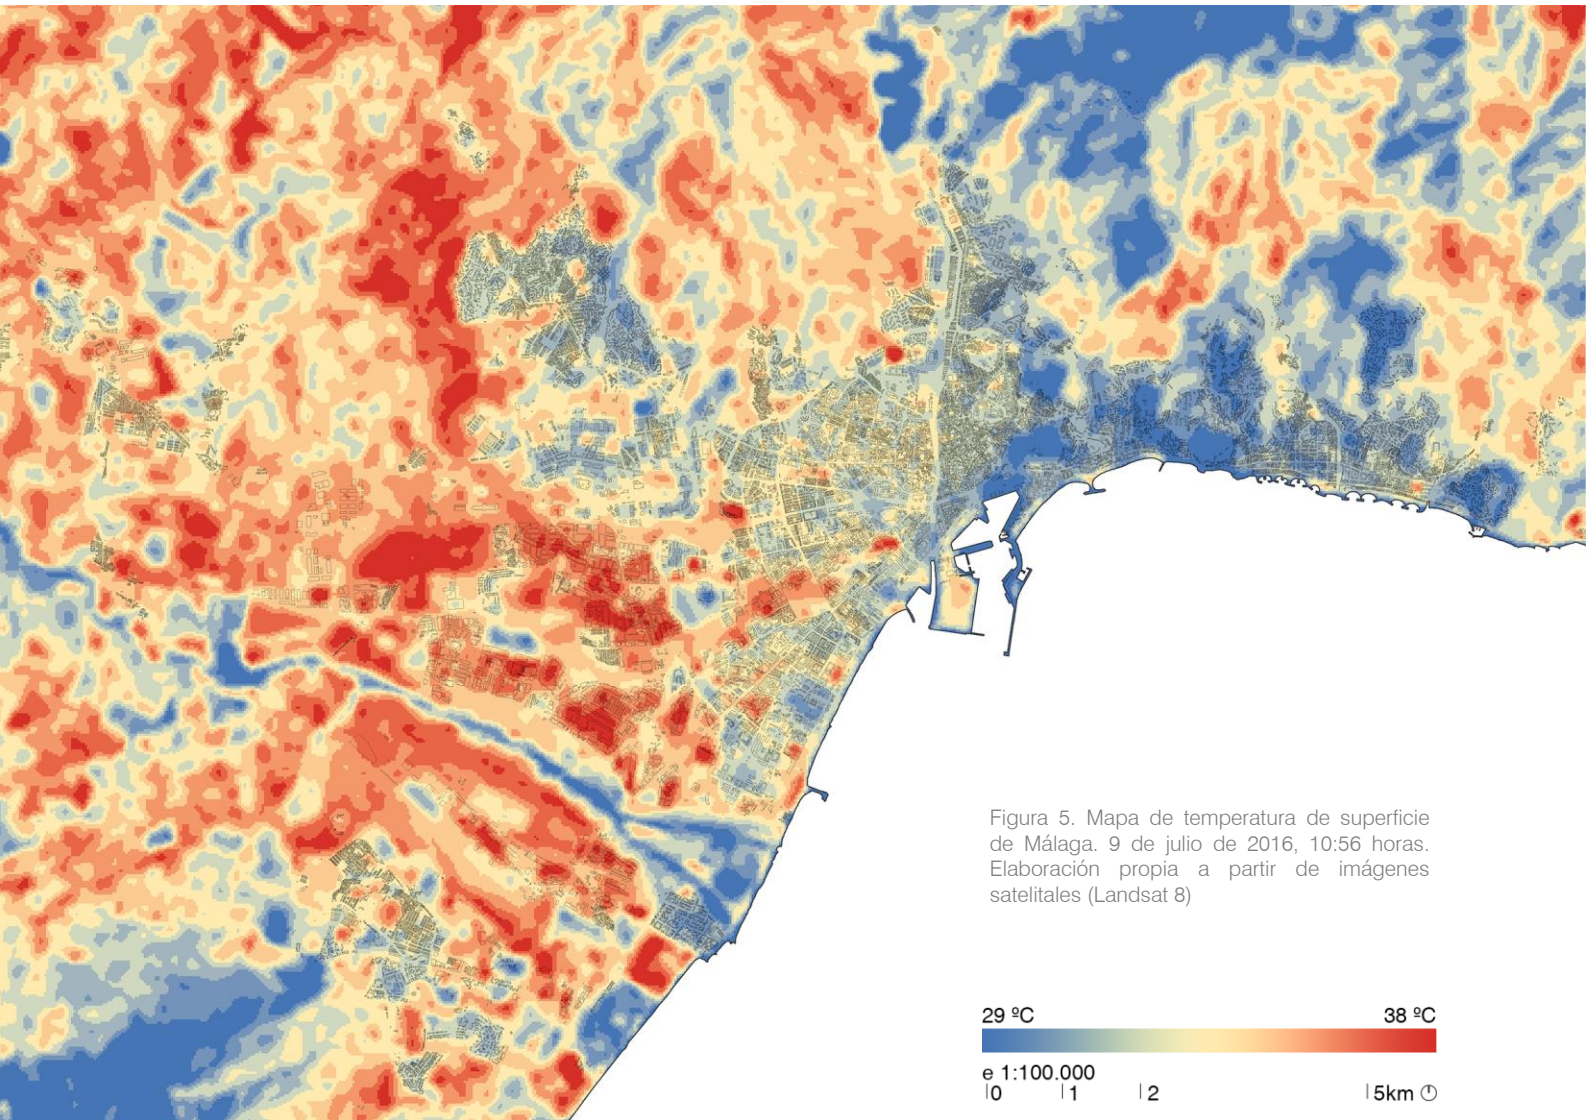 Figura 5. Mapa de temperatura de superficie
de Málaga. 9 de julio de 2016, 10:56 horas.
Elaboración propia a partir de imágenes
satelitales (Landsat 8)
29 ºC 38 ºC
e 1:100.000
0 1 2 5km